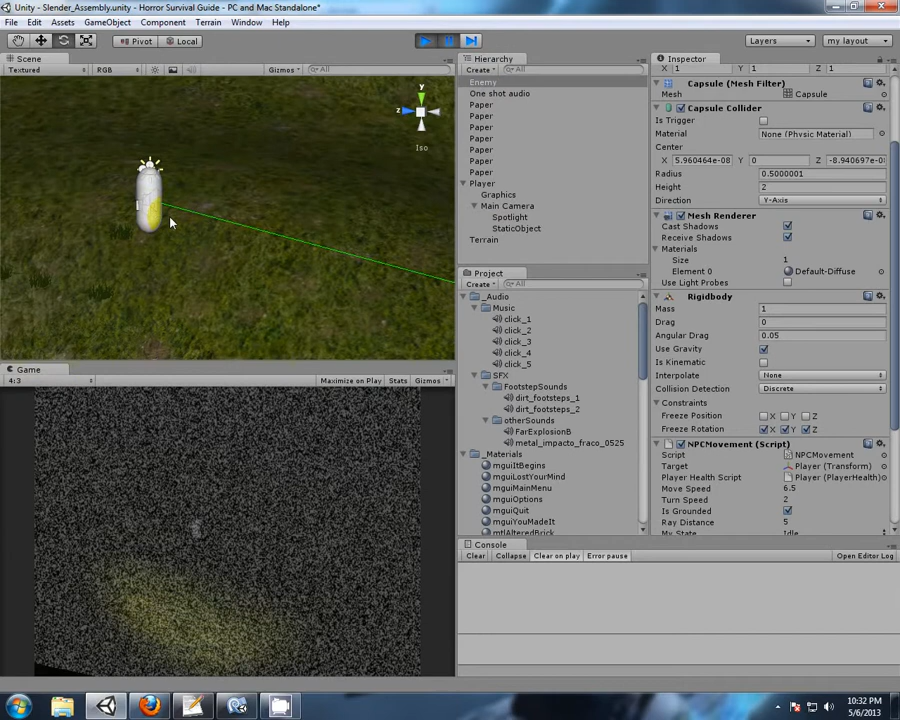 Unity - Slender_Assembly.unity - Horror Survival Guide - PC and Mac Standalone*
File Edit Assets GameObject Component Terrain Window Help
Pivot Local Layers my layout
Scene
Textured RGB Gizmos All
y
z
Iso
Game
4:3 Maximize on Play Stats Gizmos
Hierarchy
Create All
Enemy
One shot audio
Paper
Paper
Paper
Paper
Paper
Paper
Paper
Player
Graphics
Main Camera
Spotlight
StaticObject
Terrain
Project
Create All
_Audio
Music
click_1
click_2
click_3
click_4
click_5
SFX
FootstepSounds
dirt_footsteps_1
dirt_footsteps_2
otherSounds
FarExplosionB
metal_impacto_fraco_0525
_Materials
mguiItBegins
mguiLostYourMind
mguiMainMenu
mguiOptions
mguiQuit
mguiYouMadeIt
mtlAlteredBrick
Inspector
X 1 Y 1 Z 1
Capsule (Mesh Filter)
Mesh Capsule
Capsule Collider
Is Trigger
Material None (Physic Material)
Center
X 5.960464e-08 Y 0 Z -8.940697e-0
Radius 0.5000001
Height 2
Direction Y-Axis
Mesh Renderer
Cast Shadows
Receive Shadows
Materials
Size 1
Element 0 Default-Diffuse
Use Light Probes
Rigidbody
Mass 1
Drag 0
Angular Drag 0.05
Use Gravity
Is Kinematic
Interpolate None
Collision Detection Discrete
Constraints
Freeze Position X Y Z
Freeze Rotation X Y Z
NPCMovement (Script)
Script NPCMovement
Target Player (Transform)
Player Health Script Player (PlayerHealth)
Move Speed 6.5
Turn Speed 2
Is Grounded
Ray Distance 5
My State Idle
Console
Clear Collapse Clear on play Error pause Open Editor Log
10:32 PM
5/6/2013